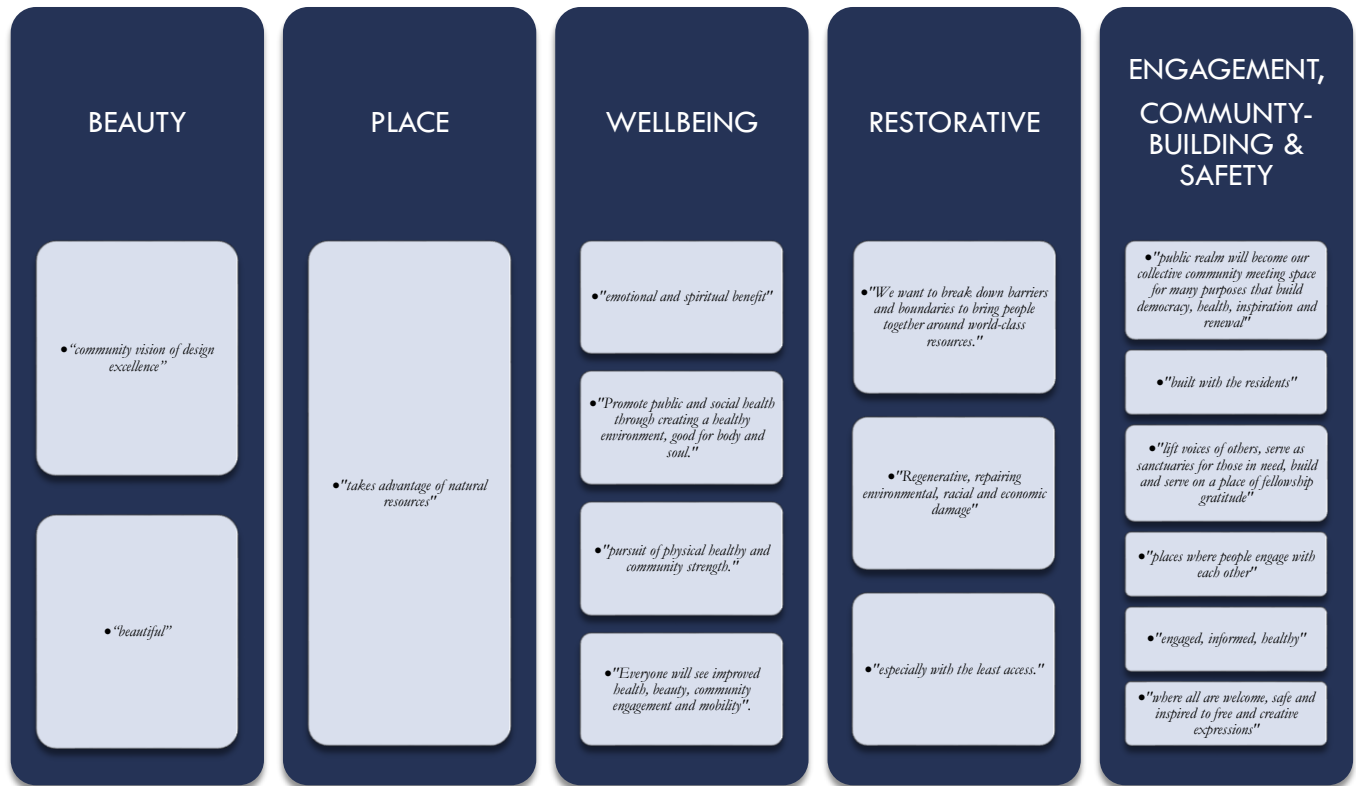 BEAUTY
•“community vision of design
excellence”
•“beautiful”
PLACE
•"takes advantage of natural
resources"
WELLBEING
•"emotional and spiritual benefit"
•"Promote public and social health
through creating a healthy
environment, good for body and
soul."
•"pursuit of physical healthy and
community strength."
•"Everyone will see improved
health, beauty, community
engagement and mobility".
RESTORATIVE
•"We want to break down barriers
and boundaries to bring people
together around world-class
resources."
•"Regenerative, repairing
environmental, racial and economic
damage"
•"especially with the least access."
ENGAGEMENT,
COMMUNTY-
BUILDING &
SAFETY
•"public realm will become our
collective community meeting space
for many purposes that build
democracy, health, inspiration and
renewal"
•"built with the residents"
•"lift voices of others, serve as
sanctuaries for those in need, build
and serve on a place of fellowship
gratitude"
•"places where people engage with
each other"
•"engaged, informed, healthy"
•"where all are welcome, safe and
inspired to free and creative
expressions"